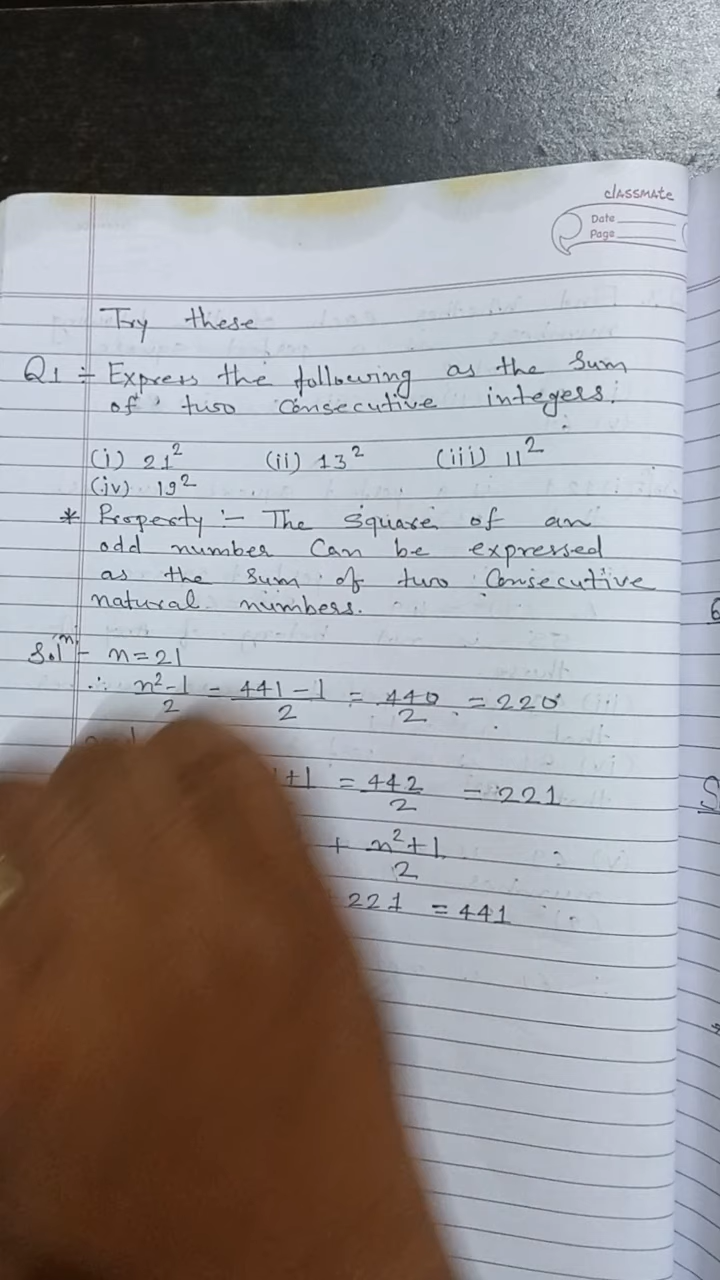 classmate
Date
Page
Try these
Q1 :- Express the following as the sum
of two consecutive integers.
(i) 21² (ii) 13² (iii) 11²
(iv) 19²
* Property :- The square of an
odd number can be expressed
as the sum of two consecutive
natural numbers.
Solⁿ - n = 21
∴ n²-1/2 = 441-1/2 = 440/2 = 220
+1 = 442/2 = 221
+ n²+1/2
221 = 441